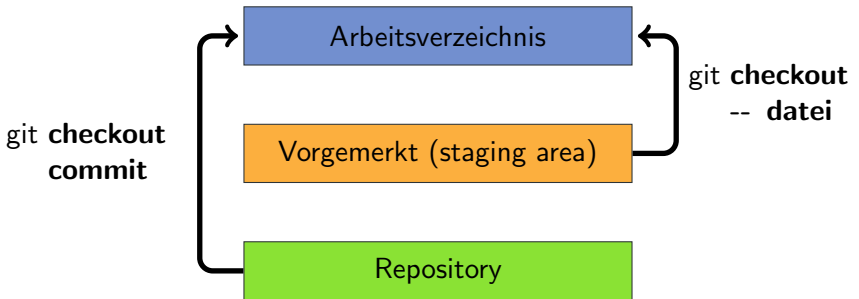 Arbeitsverzeichnis
git checkout
-- datei
git checkout
commit
Vorgemerkt (staging area)
Repository